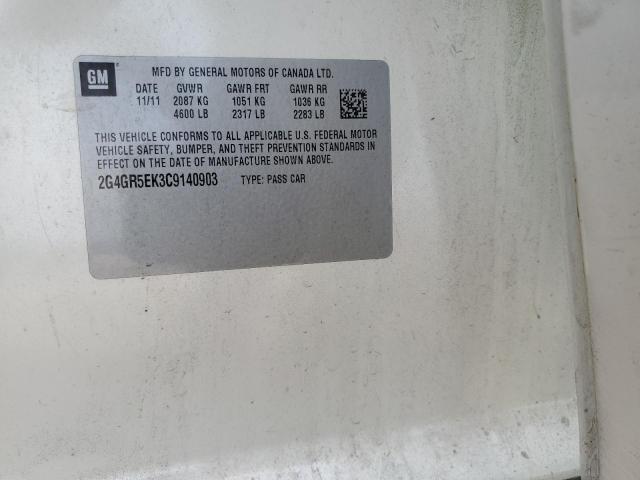 GM
MFD BY GENERAL MOTORS OF CANADA LTD.
DATE GVWR GAWR FRT GAWR RR
11/11 2087 KG 1051 KG 1036 KG
4600 LB 2317 LB 2283 LB
THIS VEHICLE CONFORMS TO ALL APPLICABLE U.S. FEDERAL MOTOR
VEHICLE SAFETY, BUMPER, AND THEFT PREVENTION STANDARDS IN
EFFECT ON THE DATE OF MANUFACTURE SHOWN ABOVE.
2G4GR5EK3C9140903 TYPE: PASS CAR